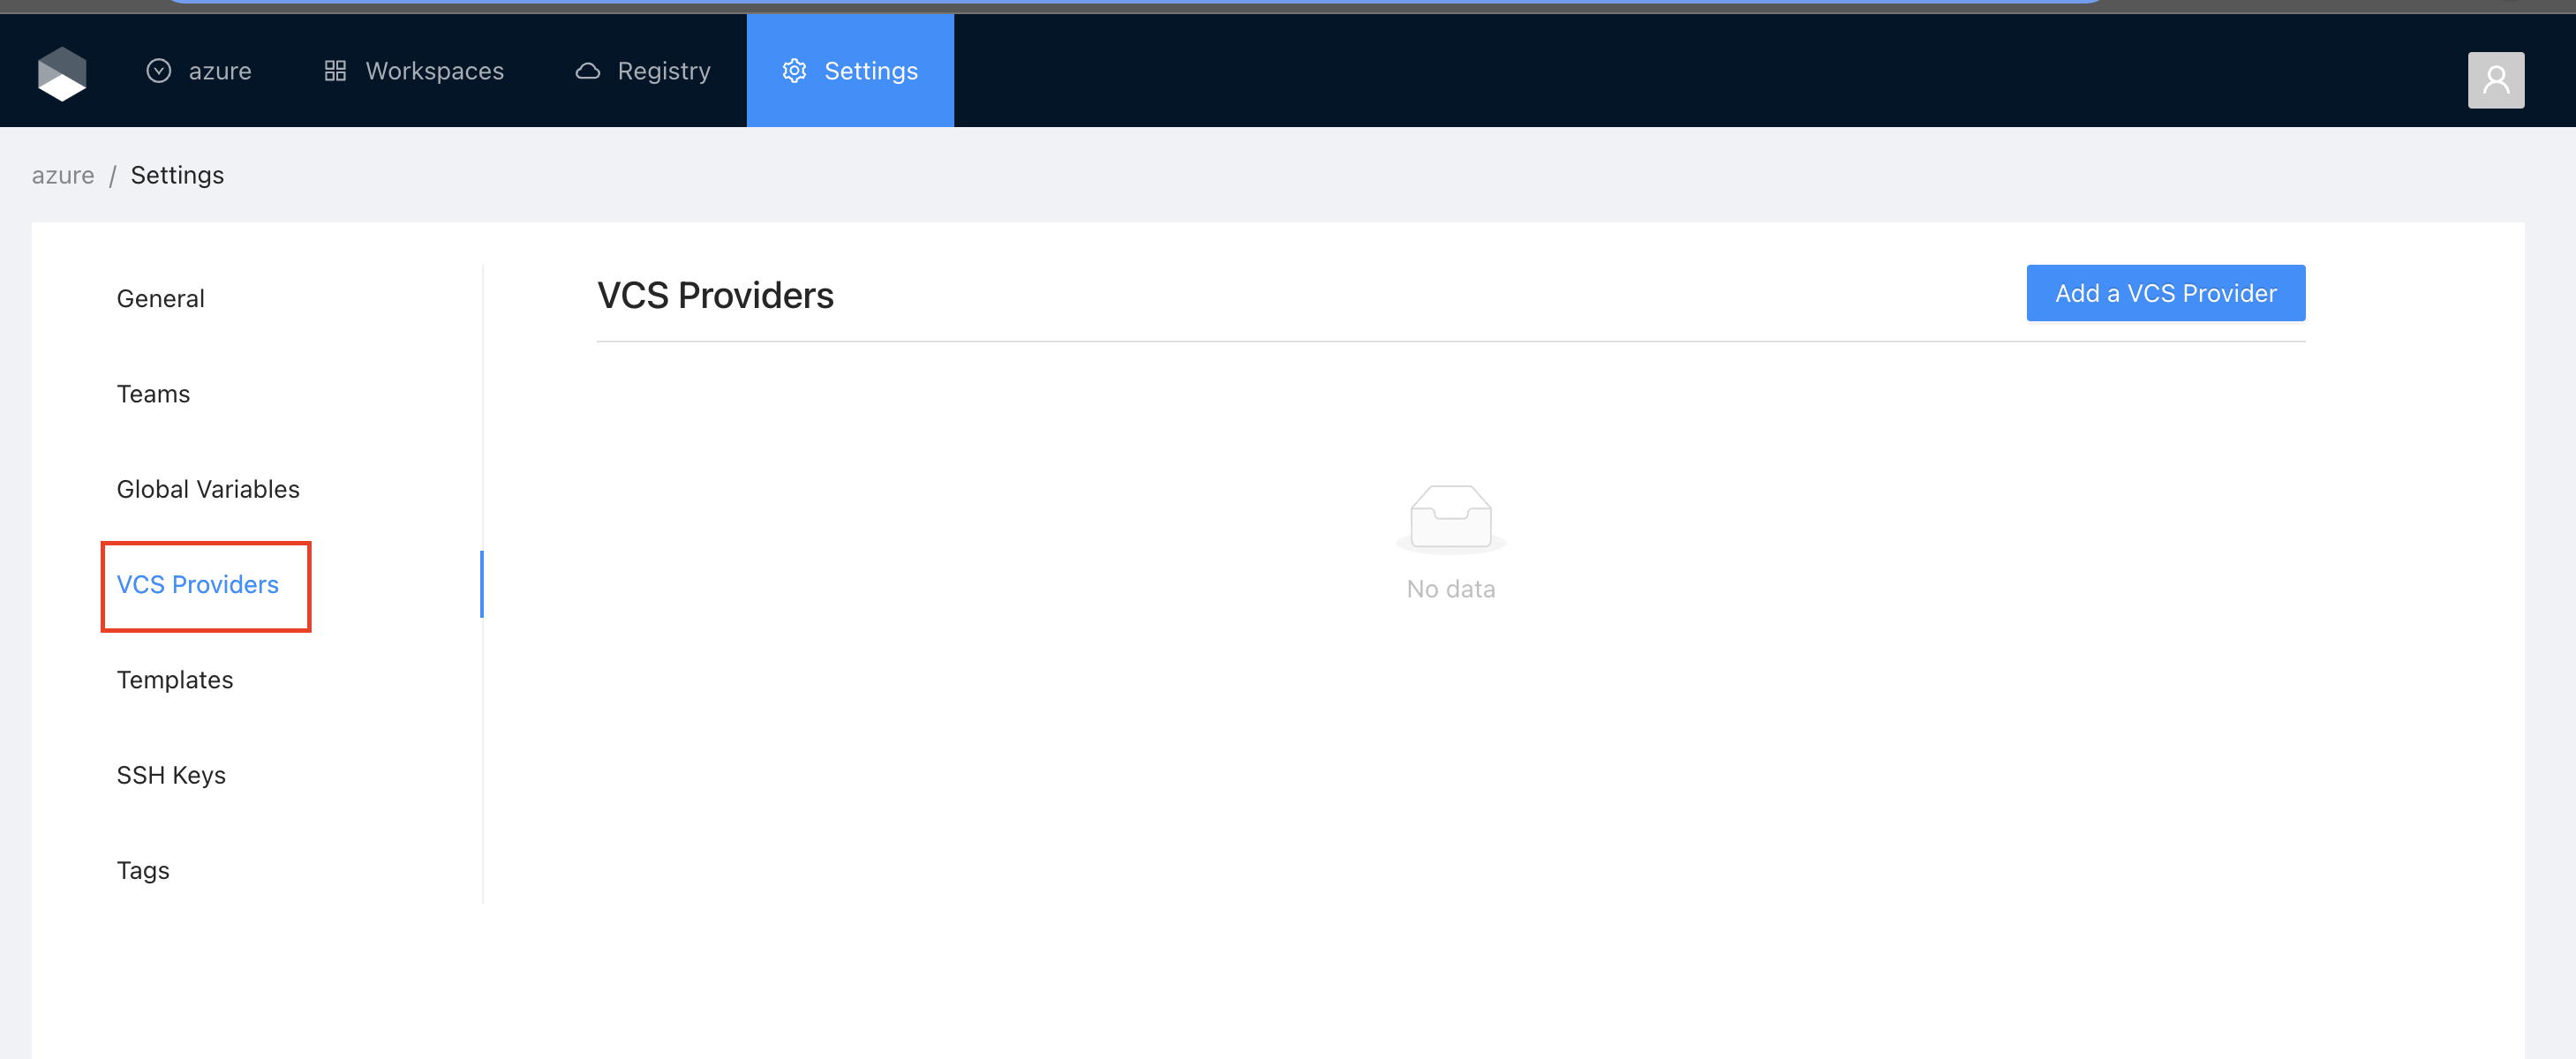 azure Workspaces Registry Settings
azure / Settings
General
Teams
Global Variables
VCS Providers
Templates
SSH Keys
Tags
VCS Providers
Add a VCS Provider
No data